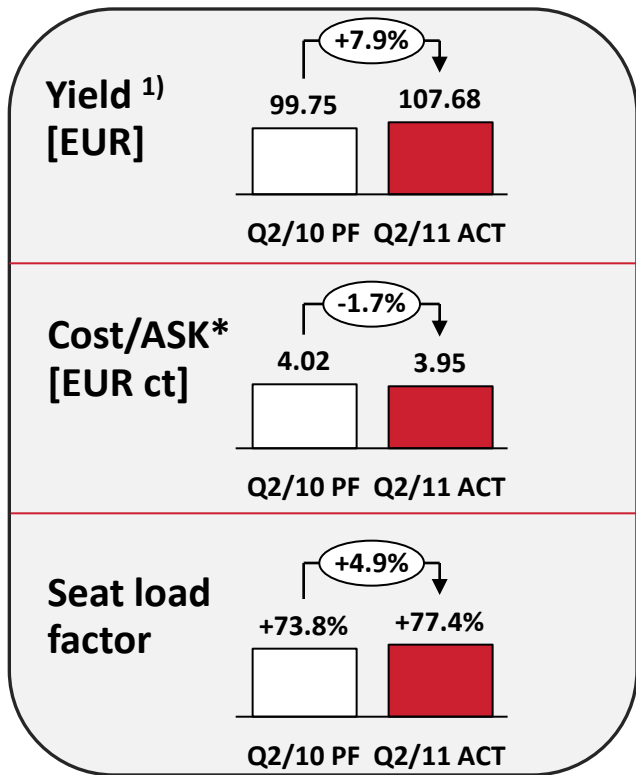 +7.9%
Yield 1)
[EUR]
99.75 107.68
Q2/10 PF Q2/11 ACT
-1.7%
Cost/ASK*
[EUR ct]
4.02 3.95
Q2/10 PF Q2/11 ACT
+4.9%
Seat load
factor
+73.8% +77.4%
Q2/10 PF Q2/11 ACT